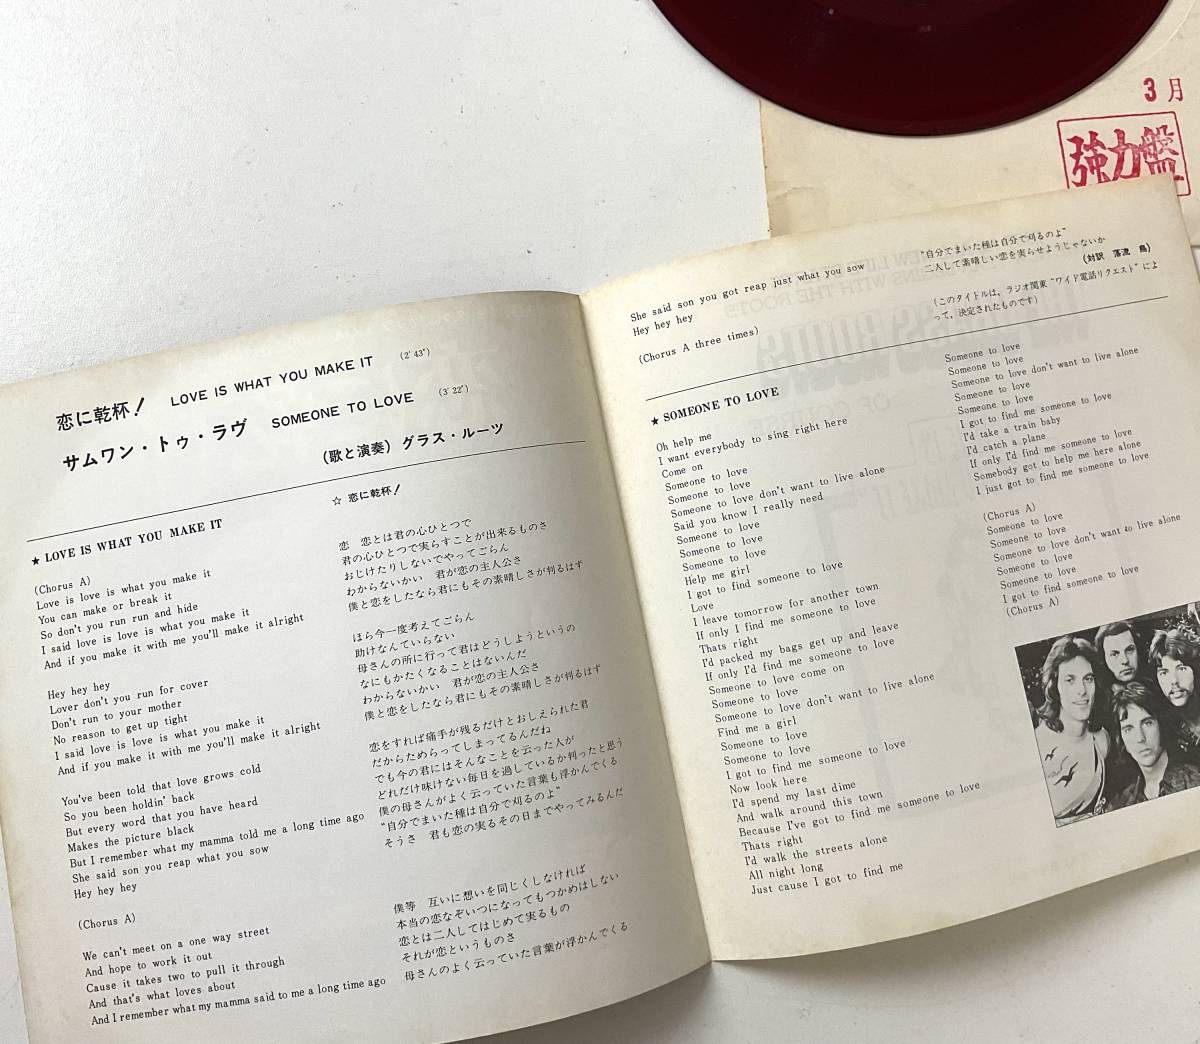 3月
強力盤
恋に乾杯! LOVE IS WHAT YOU MAKE IT (2′43″)
サムワン・トゥ・ラヴ SOMEONE TO LOVE (3′22″)
(歌と演奏) グラス・ルーツ
★ LOVE IS WHAT YOU MAKE IT
(Chorus A)
Love is love is what you make it
You can make or break it
So don't you run run and hide
I said love is love is what you make it
And if you make it with me you'll make it alright
Hey hey hey
Lover don't you run for cover
Don't run to your mother
No reason to get up tight
I said love is love is what you make it
And if you make it with me you'll make it alright
You've been told that love grows cold
So you been holdin' back
But every word that you have heard
Makes the picture black
But I remember what my mamma told me a long time ago
She said son you reap what you sow
Hey hey hey
(Chorus A)
We can't meet on a one way street
And hope to work it out
Cause it takes two to pull it through
And that's what loves about
And I remember what my mamma said to me a long time ago
☆ 恋に乾杯!
恋 恋とは君の心ひとつで
君の心ひとつで実らすことが出来るものさ
おじけたりしないでやってごらん
わからないかい 君が恋の主人公さ
僕と恋をしたなら君にもその素晴しさが判るはず
ほら今一度考えてごらん
助けなんていらない
母さんの所に行って君はどうしようというの
なにもかたくなることはないんだ
わからないかい 君が恋の主人公さ
僕と恋をしたなら君にもその素晴しさが判るはず
恋をすれば痛手が残るだけとおしえられた君
だからためらってしまってるんだね
でも今の君にはそんなことを云った人が
どれだけ味けない毎日を過しているか判ったと思う
僕の母さんがよく云っていた言葉も浮かんでくる
“自分でまいた種は自分で刈るのよ”
そうさ 君も恋の実るその日までやってみるんだ
僕等 互いに想いを同じくしなければ
本当の恋なぞいつになってもつかめはしない
恋とは二人してはじめて実るもの
それが恋というものさ
母さんのよく云っていた言葉が浮かんでくる
She said son you got reap just what you sow
Hey hey hey
(Chorus A three times)
“自分でまいた種は自分で刈るのよ”
二人して素晴しい恋を実らせようじゃないか
(対訳 落流 鳥)
(このタイトルは,ラジオ関東“ワイド電話リクエスト”によ
って,決定されたものです)
★ SOMEONE TO LOVE
Oh help me
I want everybody to sing right here
Come on
Someone to love
Someone to love
Someone to love don't want to live alone
Said you know I really need
Someone to love
Someone to love
Someone to love
Help me girl
I got to find someone to love
Love
I leave tomorrow for another town
If only I find me someone to love
Thats right
I'd packed my bags get up and leave
If only I'd find me someone to love
Someone to love come on
Someone to love
Someone to love don't want to live alone
Find me a girl
Someone to love
Someone to love
I got to find me someone to love
Now look here
I'd spend my last dime
And walk around this town
Because I've got to find me someone to love
Thats right
I'd walk the streets alone
All night long
Just cause I got to find me
Someone to love
Someone to love
Someone to love don't want to live alone
Someone to love
Someone to love
I got to find me someone to love
I'd take a train baby
I'd catch a plane
If only I'd find me someone to love
Somebody got to help me here alone
I just got to find me someone to love
(Chorus A)
Someone to love
Someone to love
Someone to love don't want to live alone
Someone to love
Someone to love
I got to find someone to love
(Chorus A)